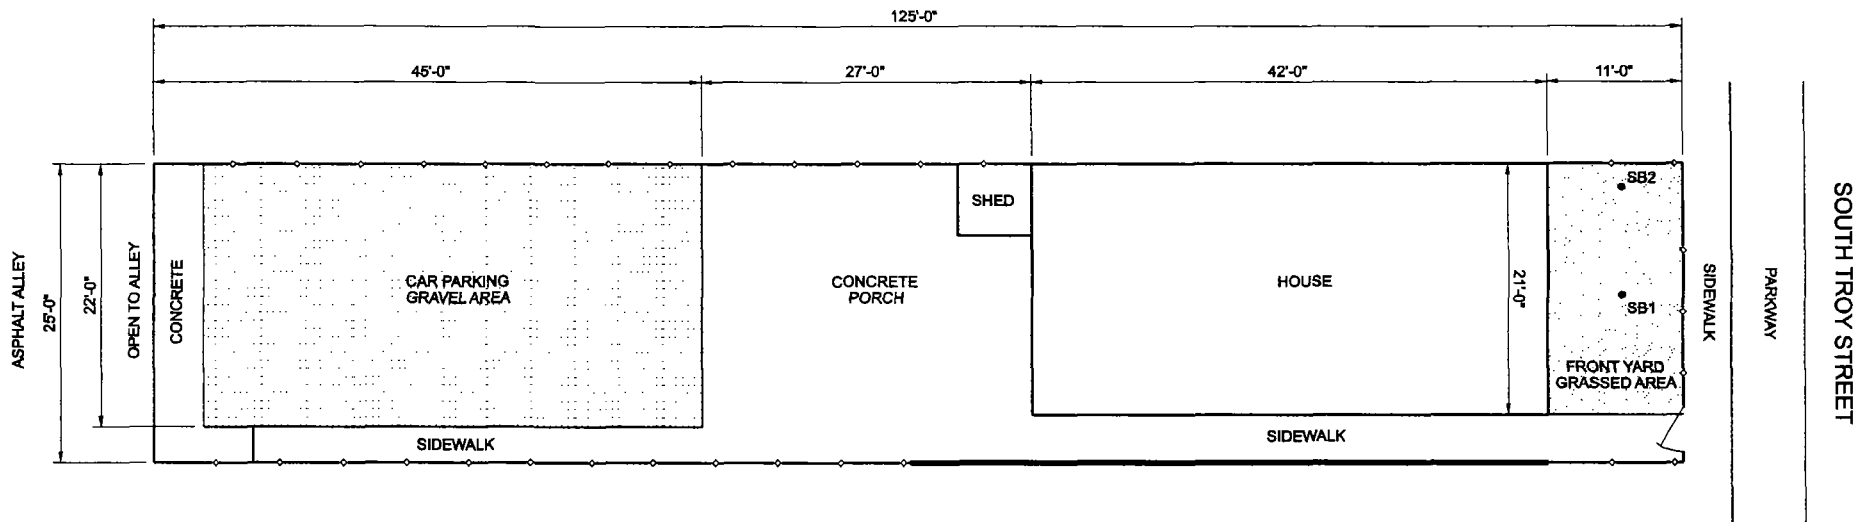 125'-0"
45'-0"
27'-0"
42'-0"
11'-0"
ASPHALT ALLEY
25'-0"
22'-0"
OPEN TO ALLEY
CONCRETE
CAR PARKING
GRAVEL AREA
SIDEWALK
CONCRETE
PORCH
SHED
HOUSE
21'-0"
SIDEWALK
SB2
SB1
FRONT YARD
GRASSED AREA
SIDEWALK
PARKWAY
SOUTH TROY STREET